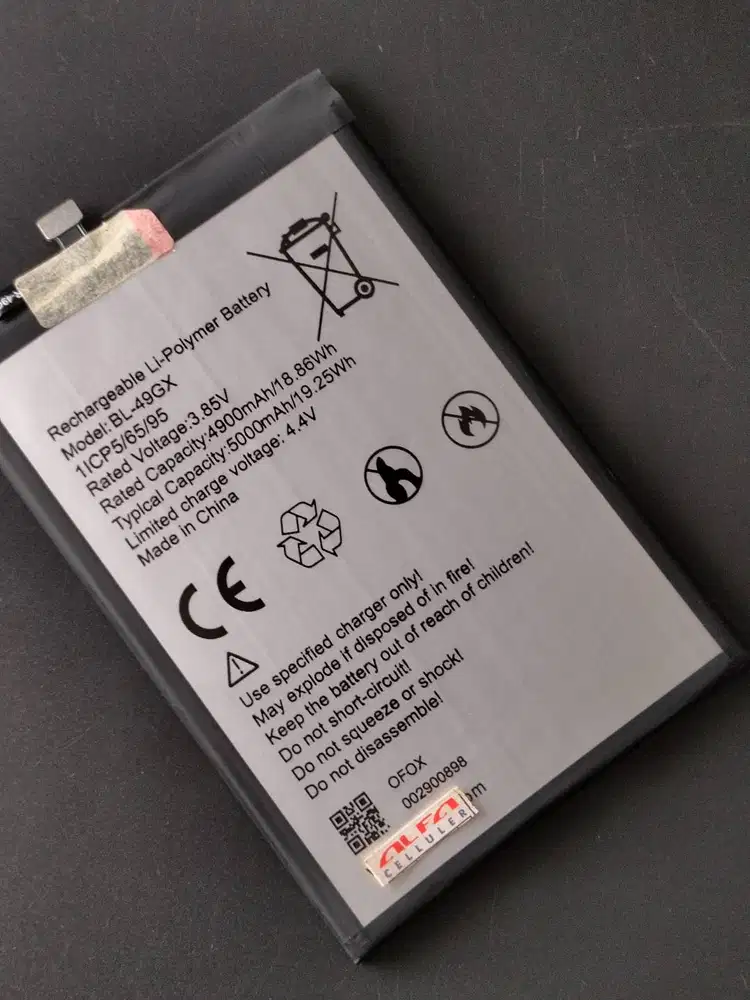 Rechargeable Li-Polymer Battery
Model:BL-49GX
1ICP5/65/95
Rated Voltage:3.85V
Rated Capacity:4900mAh/18.86Wh
Typical Capacity:5000mAh/19.25Wh
Limited charge voltage: 4.4V
Made in China
CE
Use specified charger only!
May explode if disposed of in fire!
Keep the battery out of reach of children!
Do not short-circuit!
Do not squeeze or shock!
Do not disassemble!
OFOX
002900898
om
ALFA
CELLULER